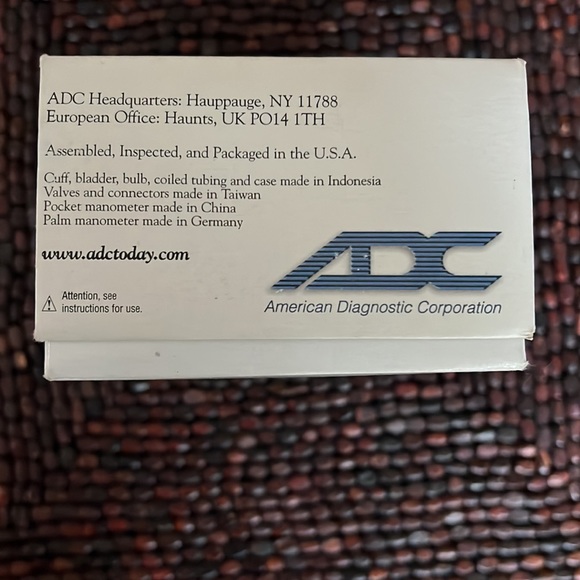 ADC Headquarters: Hauppauge, NY 11788
European Office: Haunts, UK PO14 1TH
Assembled, Inspected, and Packaged in the U.S.A.
Cuff, bladder, bulb, coiled tubing and case made in Indonesia
Valves and connectors made in Taiwan
Pocket manometer made in China
Palm manometer made in Germany
www.adctoday.com
ADC
American Diagnostic Corporation
Attention, see
instructions for use.